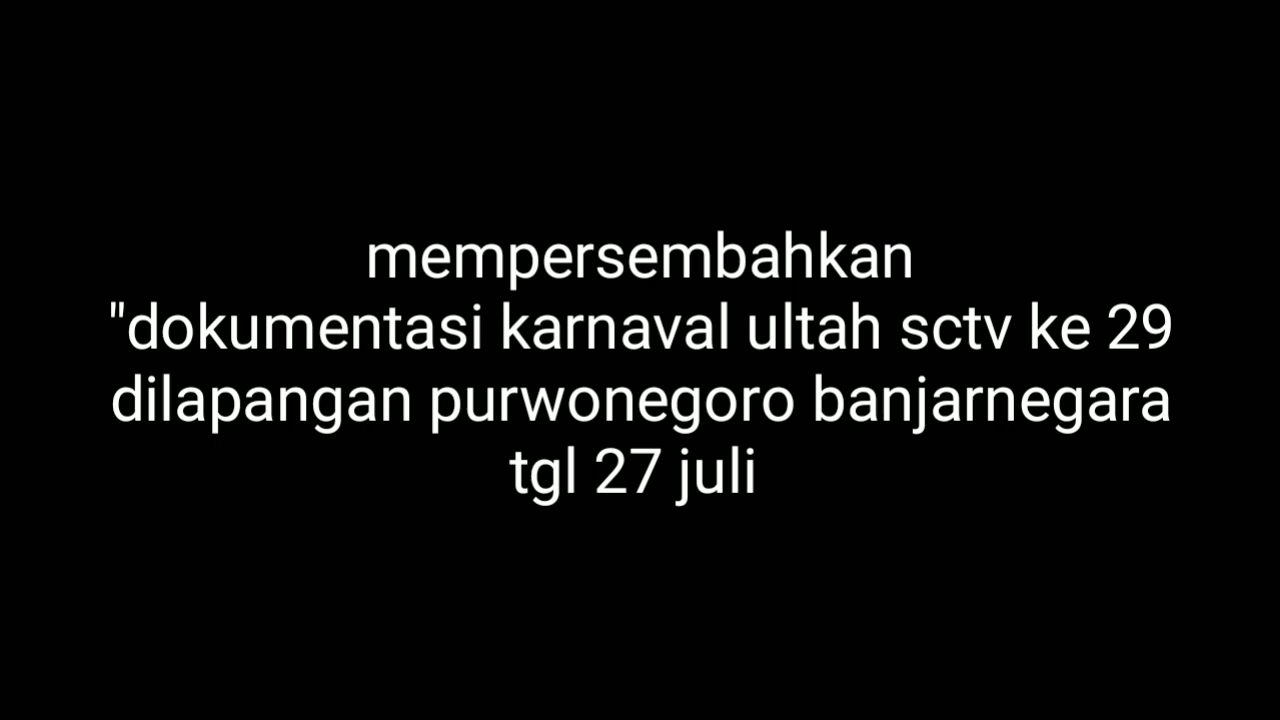 mempersembahkan
"dokumentasi karnaval ultah sctv ke 29
dilapangan purwonegoro banjarnegara
tgl 27 juli